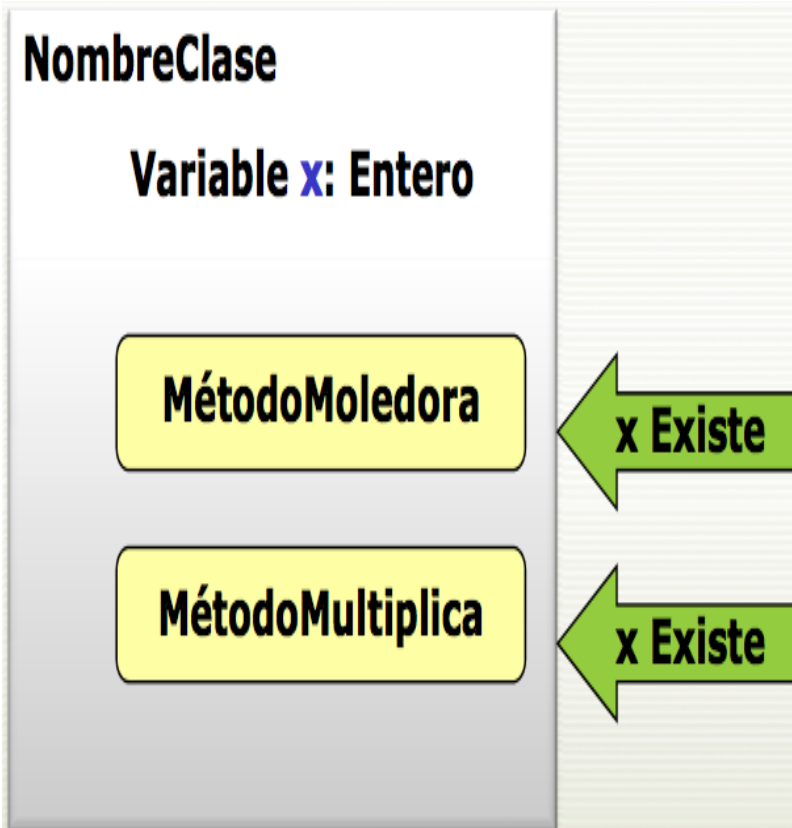 NombreClase
Variable x: Entero
MétodoMoledora
x Existe
MétodoMultiplica
x Existe